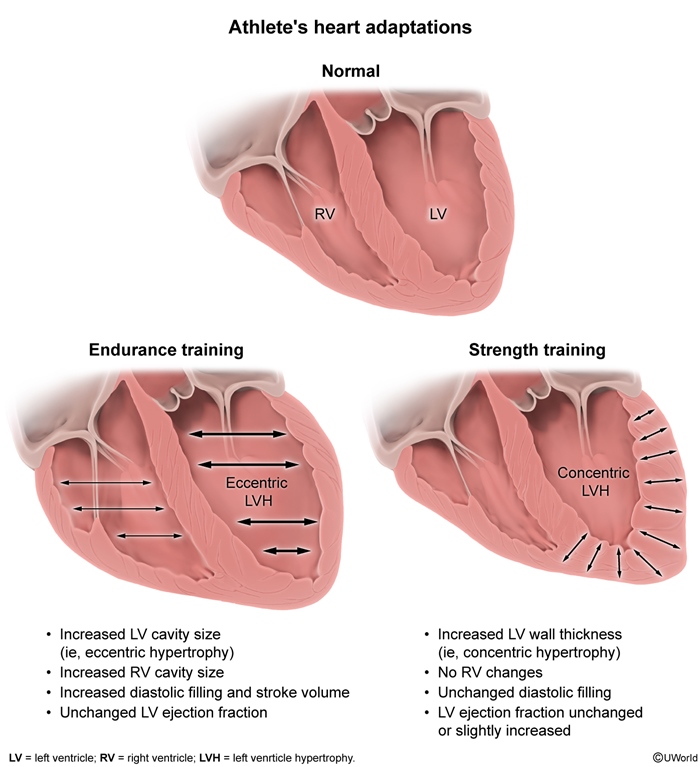 Athlete's heart adaptations
Normal
RV
LV
Endurance training
Eccentric
LVH
• Increased LV cavity size
(ie, eccentric hypertrophy)
• Increased RV cavity size
• Increased diastolic filling and stroke volume
• Unchanged LV ejection fraction
Strength training
Concentric
LVH
• Increased LV wall thickness
(ie, concentric hypertrophy)
• No RV changes
• Unchanged diastolic filling
• LV ejection fraction unchanged
or slightly increased
LV = left ventricle; RV = right ventricle; LVH = left venrticle hypertrophy.
©UWorld